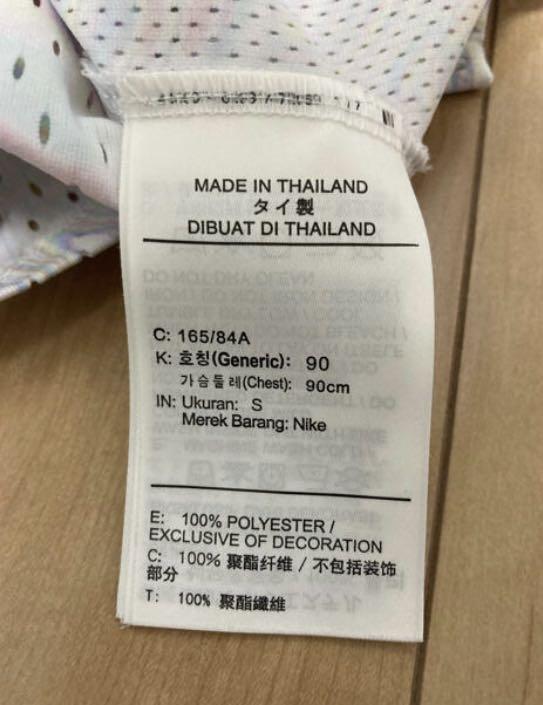 MADE IN THAILAND
タイ製
DIBUAT DI THAILAND
C: 165/84A
K: 호칭(Generic): 90
가슴둘레(Chest): 90cm
IN: Ukuran: S
Merek Barang: Nike
E: 100% POLYESTER /
EXCLUSIVE OF DECORATION
C: 100% 聚酯纤维 / 不包括装饰
部分
T: 100% 聚酯纖維